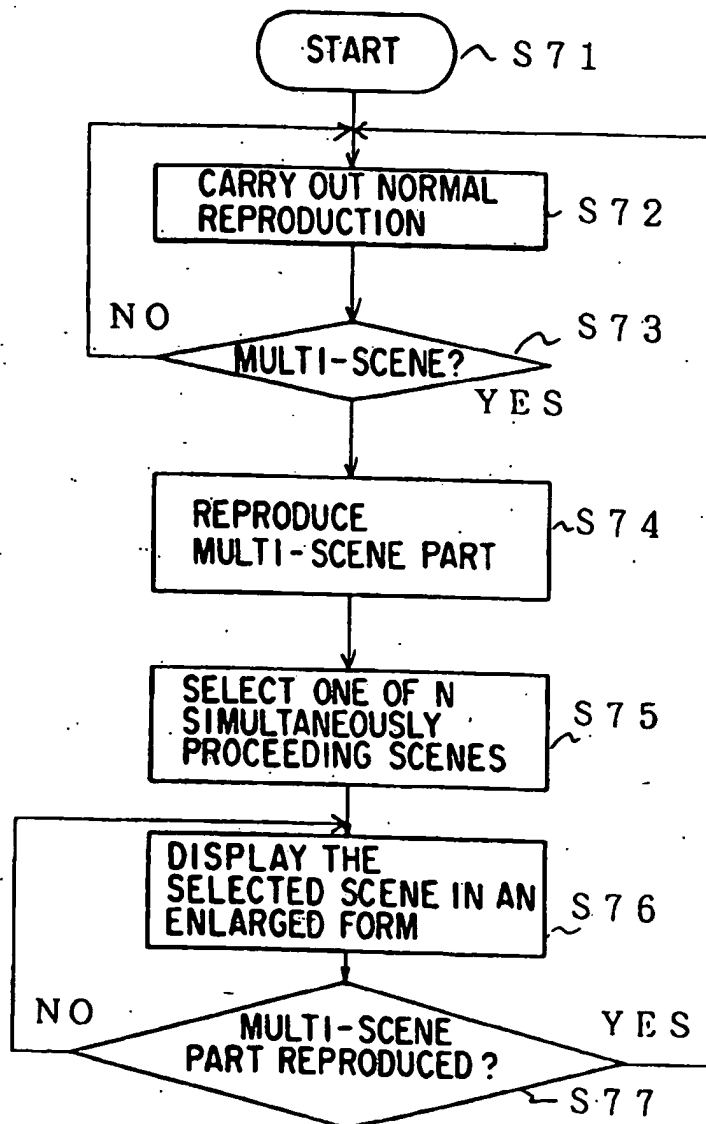 START
S71
CARRY OUT NORMAL
REPRODUCTION
S72
NO
MULTI-SCENE?
S73
YES
REPRODUCE
MULTI-SCENE PART
S74
SELECT ONE OF N
SIMULTANEOUSLY
PROCEEDING SCENES
S75
DISPLAY THE
SELECTED SCENE IN AN
ENLARGED FORM
S76
NO
MULTI-SCENE
PART REPRODUCED?
YES
S77